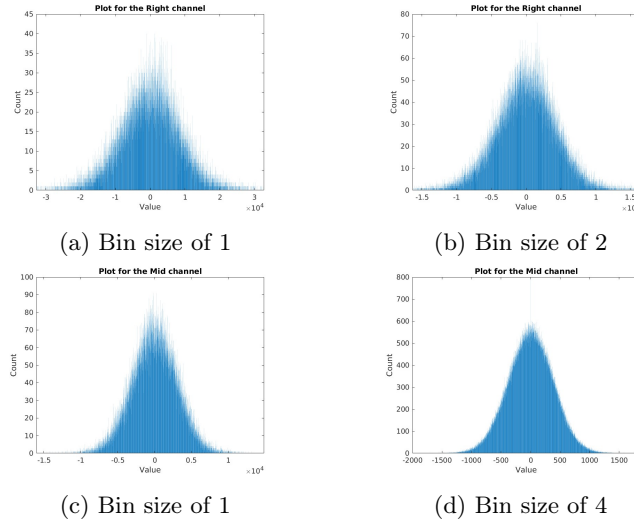 Plot for the Right channel
45
40
35
30
25
20
15
10
5
0
Count
-3 -2 -1 0 1 2 3
×10⁴
Value
(a) Bin size of 1
Plot for the Right channel
80
70
60
50
40
30
20
10
0
Count
-1.5 -1 -0.5 0 0.5 1
Value
(b) Bin size of 2
Plot for the Mid channel
100
90
80
70
60
50
40
30
20
10
0
Count
-1.5 -1 -0.5 0 0.5 1
×10⁴
Value
(c) Bin size of 1
Plot for the Mid channel
800
700
600
500
400
300
200
100
0
Count
-2000 -1500 -1000 -500 0 500 1000 1500
Value
(d) Bin size of 4